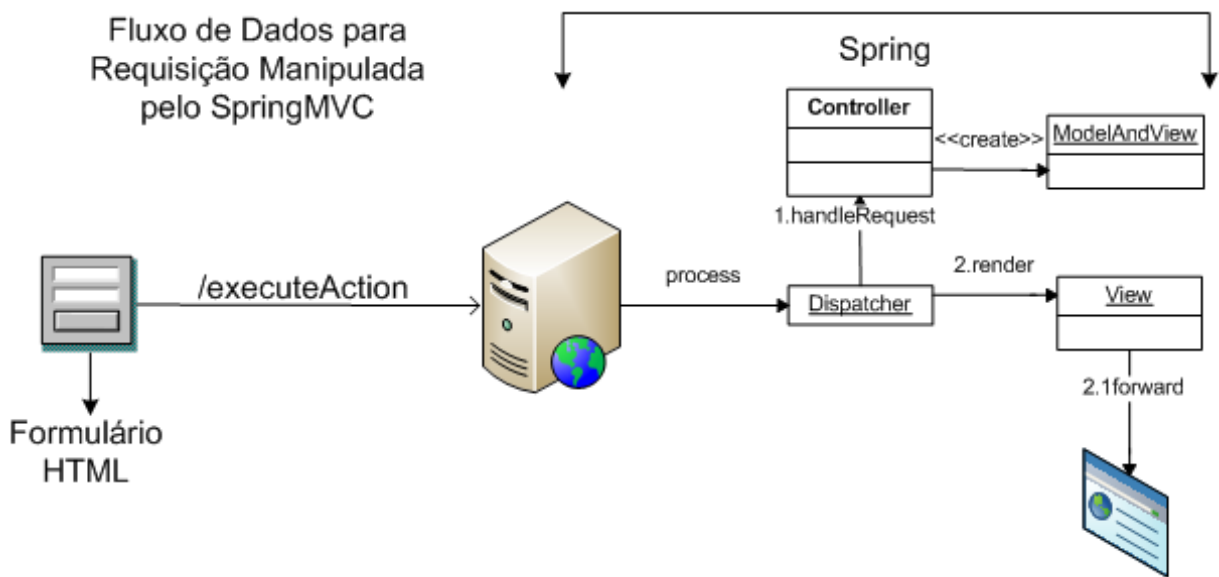 Fluxo de Dados para
Requisição Manipulada
pelo SpringMVC
Spring
Controller
<<create>>
ModelAndView
1.handleRequest
/executeAction
process
Dispatcher
2.render
View
2.1forward
Formulário
HTML